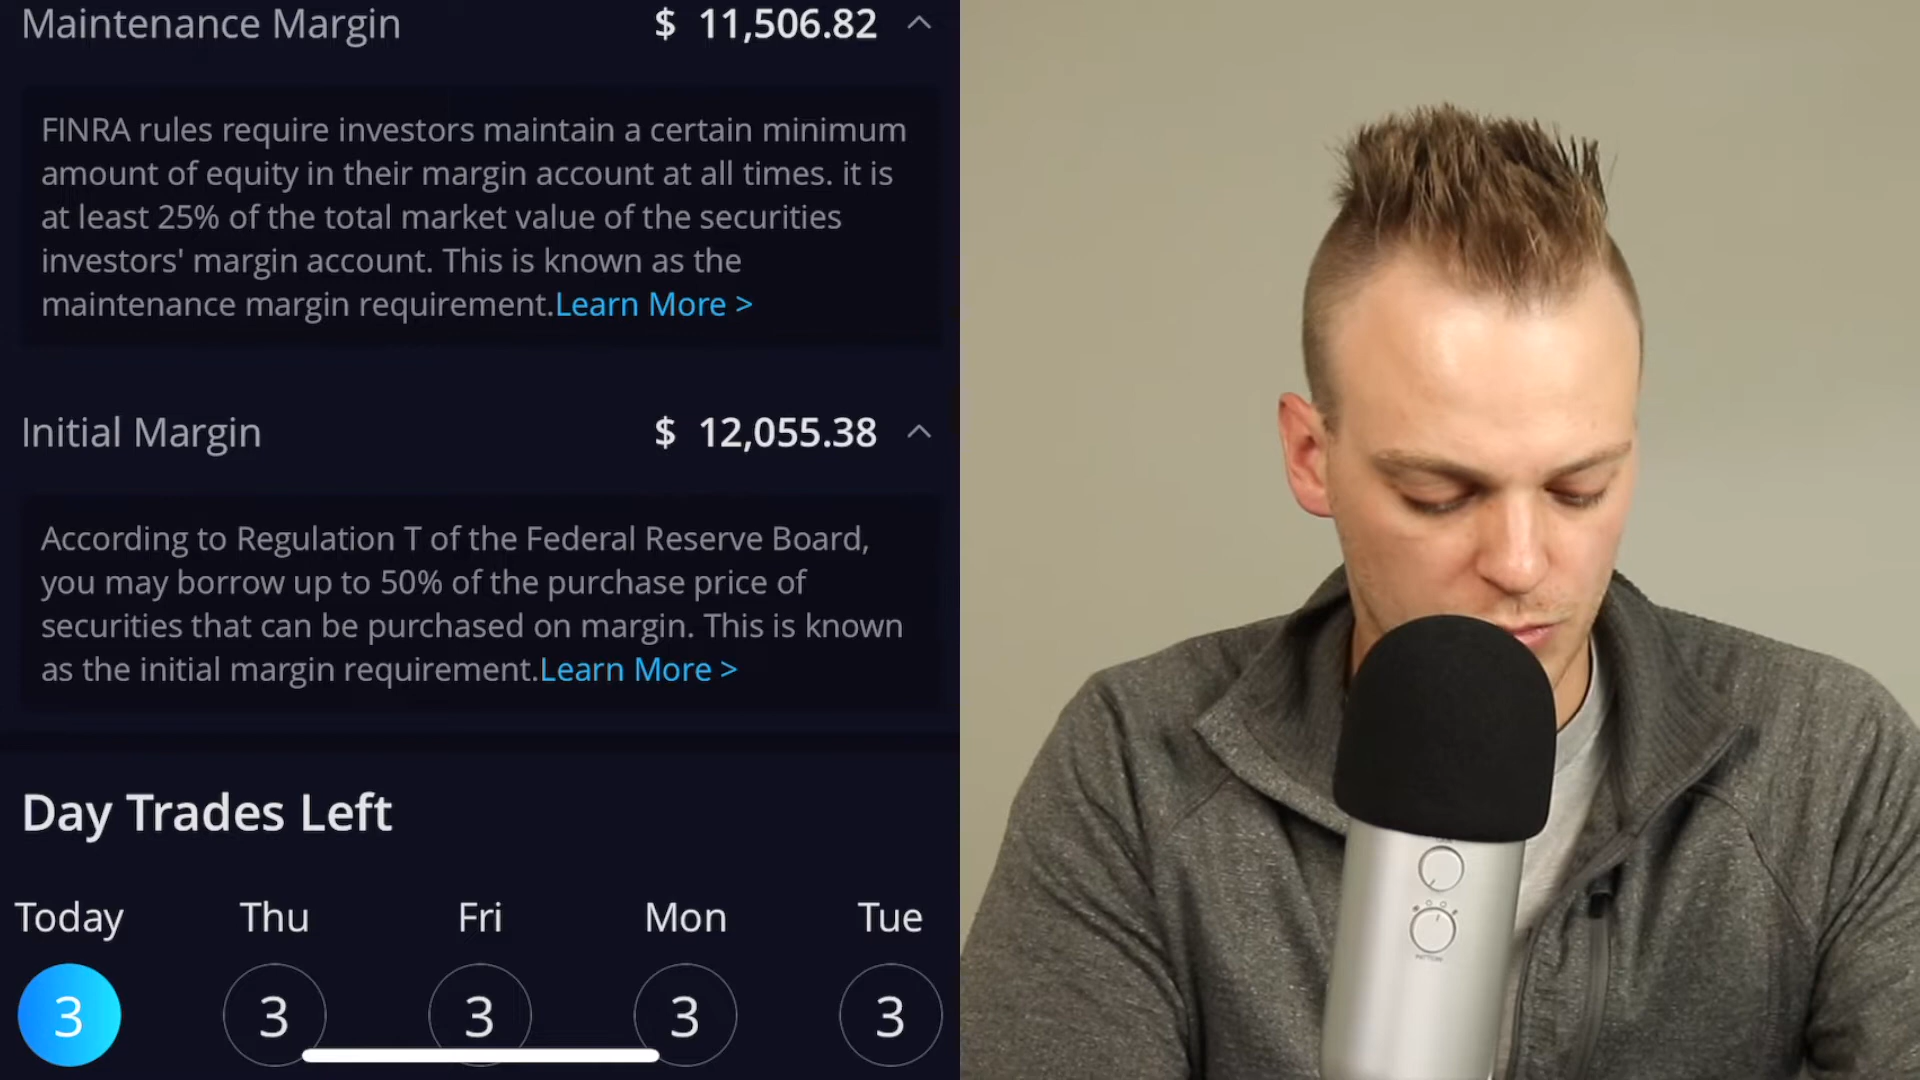 Maintenance Margin $ 11,506.82
FINRA rules require investors maintain a certain minimum
amount of equity in their margin account at all times. it is
at least 25% of the total market value of the securities
investors' margin account. This is known as the
maintenance margin requirement.Learn More >
Initial Margin $ 12,055.38
According to Regulation T of the Federal Reserve Board,
you may borrow up to 50% of the purchase price of
securities that can be purchased on margin. This is known
as the initial margin requirement.Learn More >
Day Trades Left
Today Thu Fri Mon Tue
3 3 3 3 3